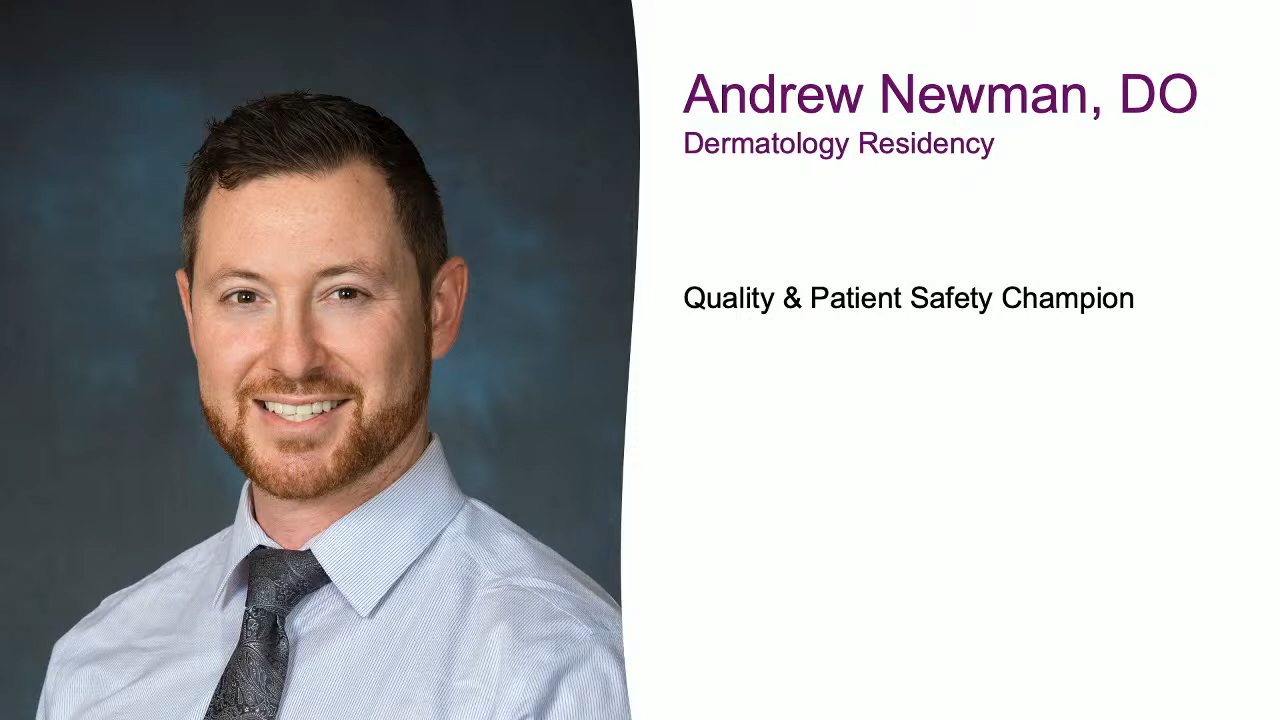 Andrew Newman, DO
Dermatology Residency
Quality & Patient Safety Champion